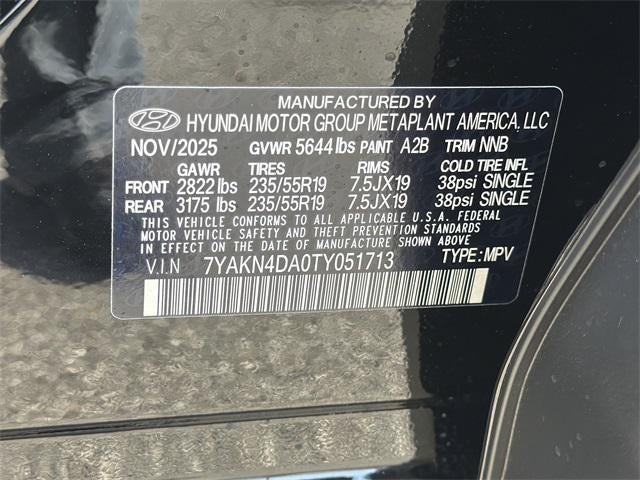 MANUFACTURED BY
HYUNDAI MOTOR GROUP METAPLANT AMERICA, LLC
NOV/2025 GVWR 5644 lbs PAINT A2B TRIM NNB
GAWR TIRES RIMS COLD TIRE INFL
FRONT 2822 lbs 235/55R19 7.5JX19 38psi SINGLE
REAR 3175 lbs 235/55R19 7.5JX19 38psi SINGLE
THIS VEHICLE CONFORMS TO ALL APPLICABLE U.S.A. FEDERAL
MOTOR VEHICLE SAFETY AND THEFT PREVENTION STANDARDS
IN EFFECT ON THE DATE OF MANUFACTURE SHOWN ABOVE.
V.I.N 7YAKN4DA0TY051713 TYPE: MPV